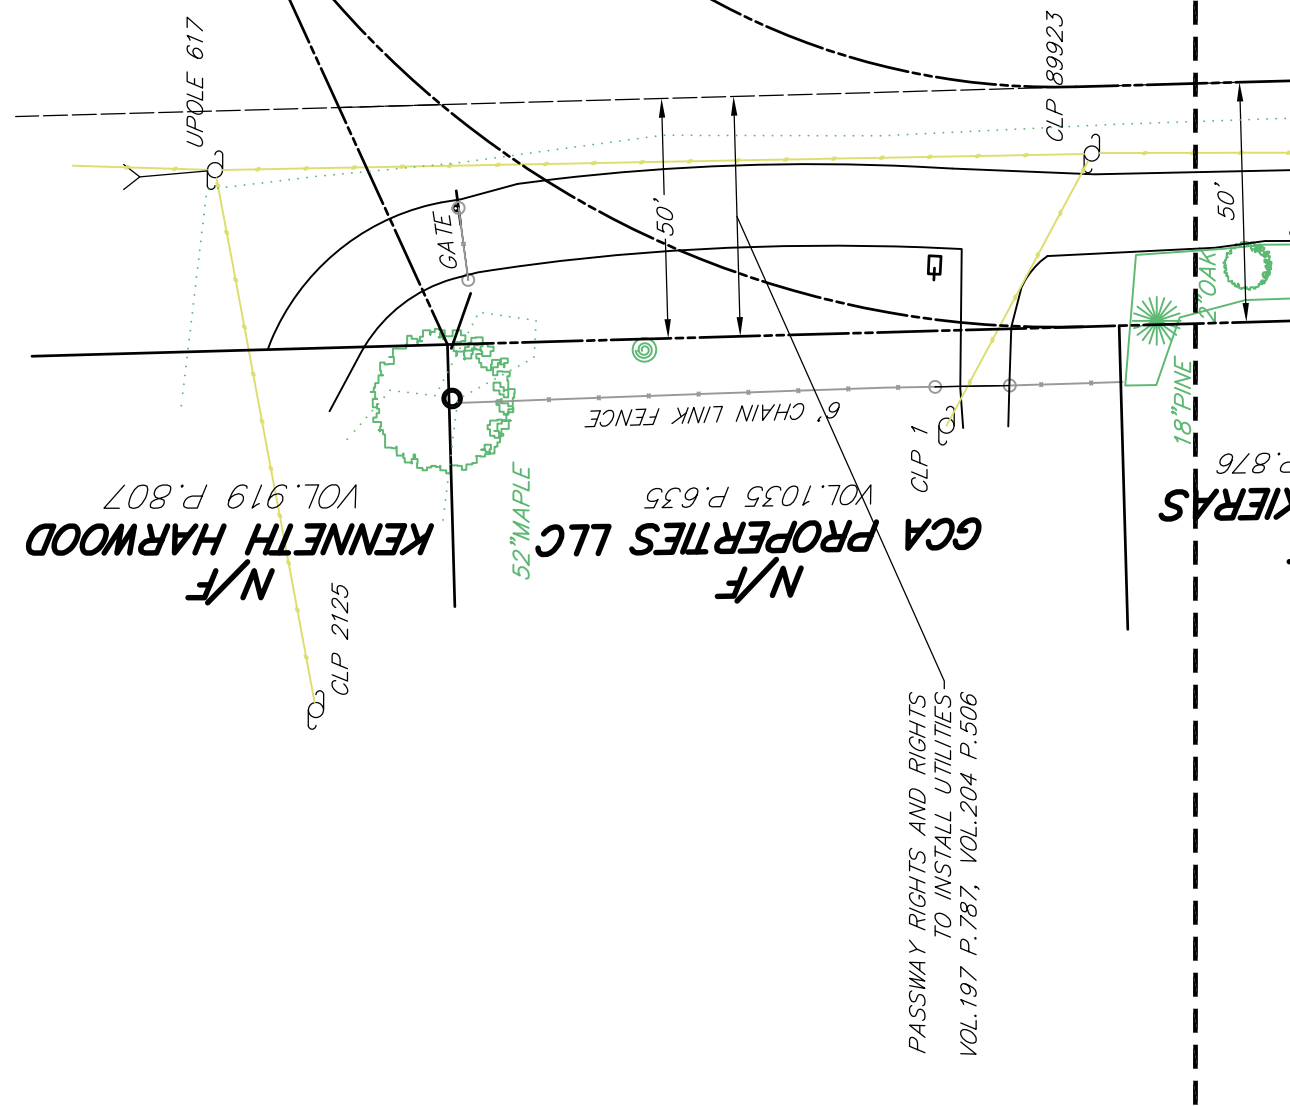 UPOLE 617
CLP 89923
GATE
50'
50'
2"OAK
18"PINE
6' CHAIN LINK FENCE
CLP 1
52"MAPLE
N/F
KENNETH HARWOOD
VOL.919 P.807
N/F
GCA PROPERTIES LLC
VOL.1035 P.635
KIERAS
P.876
CLP 2125
PASSWAY RIGHTS AND RIGHTS
TO INSTALL UTILITIES
VOL.197 P.787, VOL.204 P.506